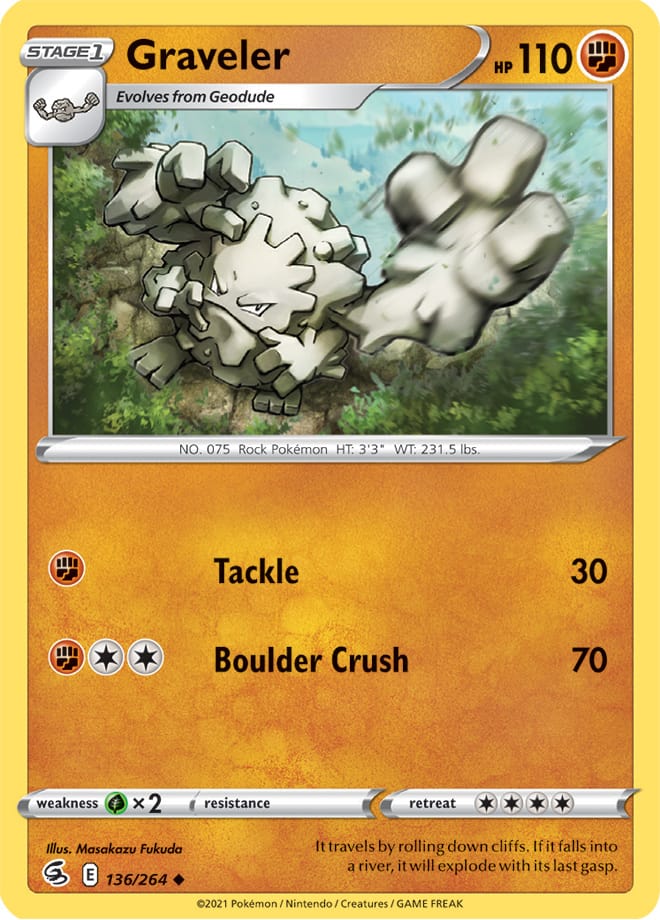 STAGE 1
Graveler
HP 110
Evolves from Geodude
NO. 075 Rock Pokémon HT: 3'3" WT: 231.5 lbs.
Tackle 30
Boulder Crush 70
weakness ×2 resistance retreat
Illus. Masakazu Fukuda
It travels by rolling down cliffs. If it falls into
a river, it will explode with its last gasp.
E 136/264
©2021 Pokémon / Nintendo / Creatures / GAME FREAK